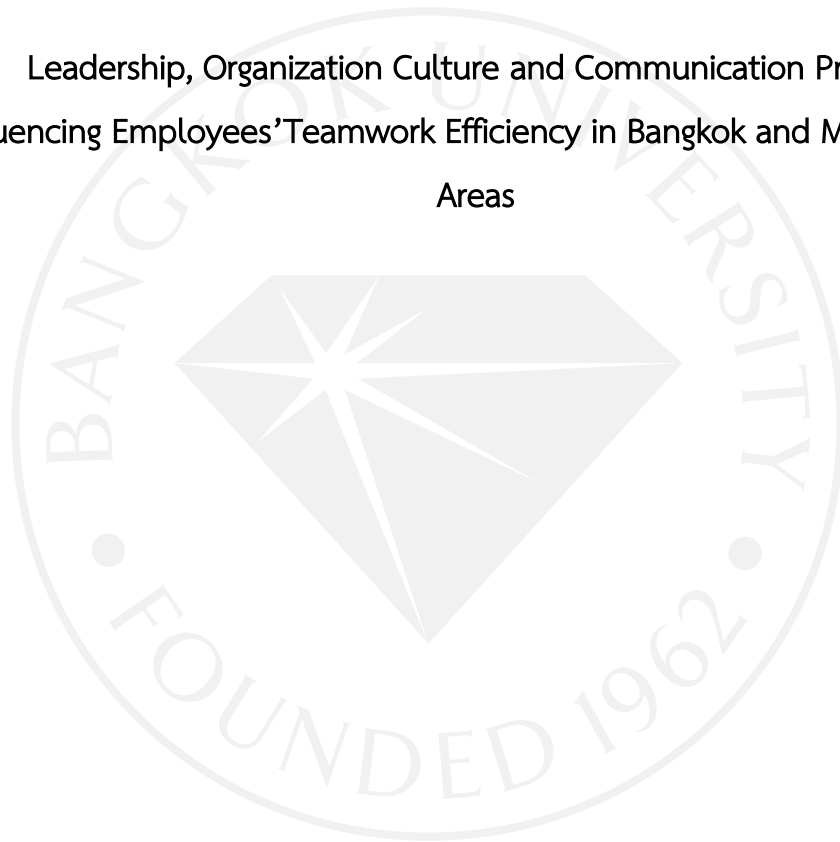 Leadership, Organization Culture and Communication
Employees’Teamwork Efficiency in Bangkok and
Areas
BANGKOK UNIVERSITY
FOUNDED 1962